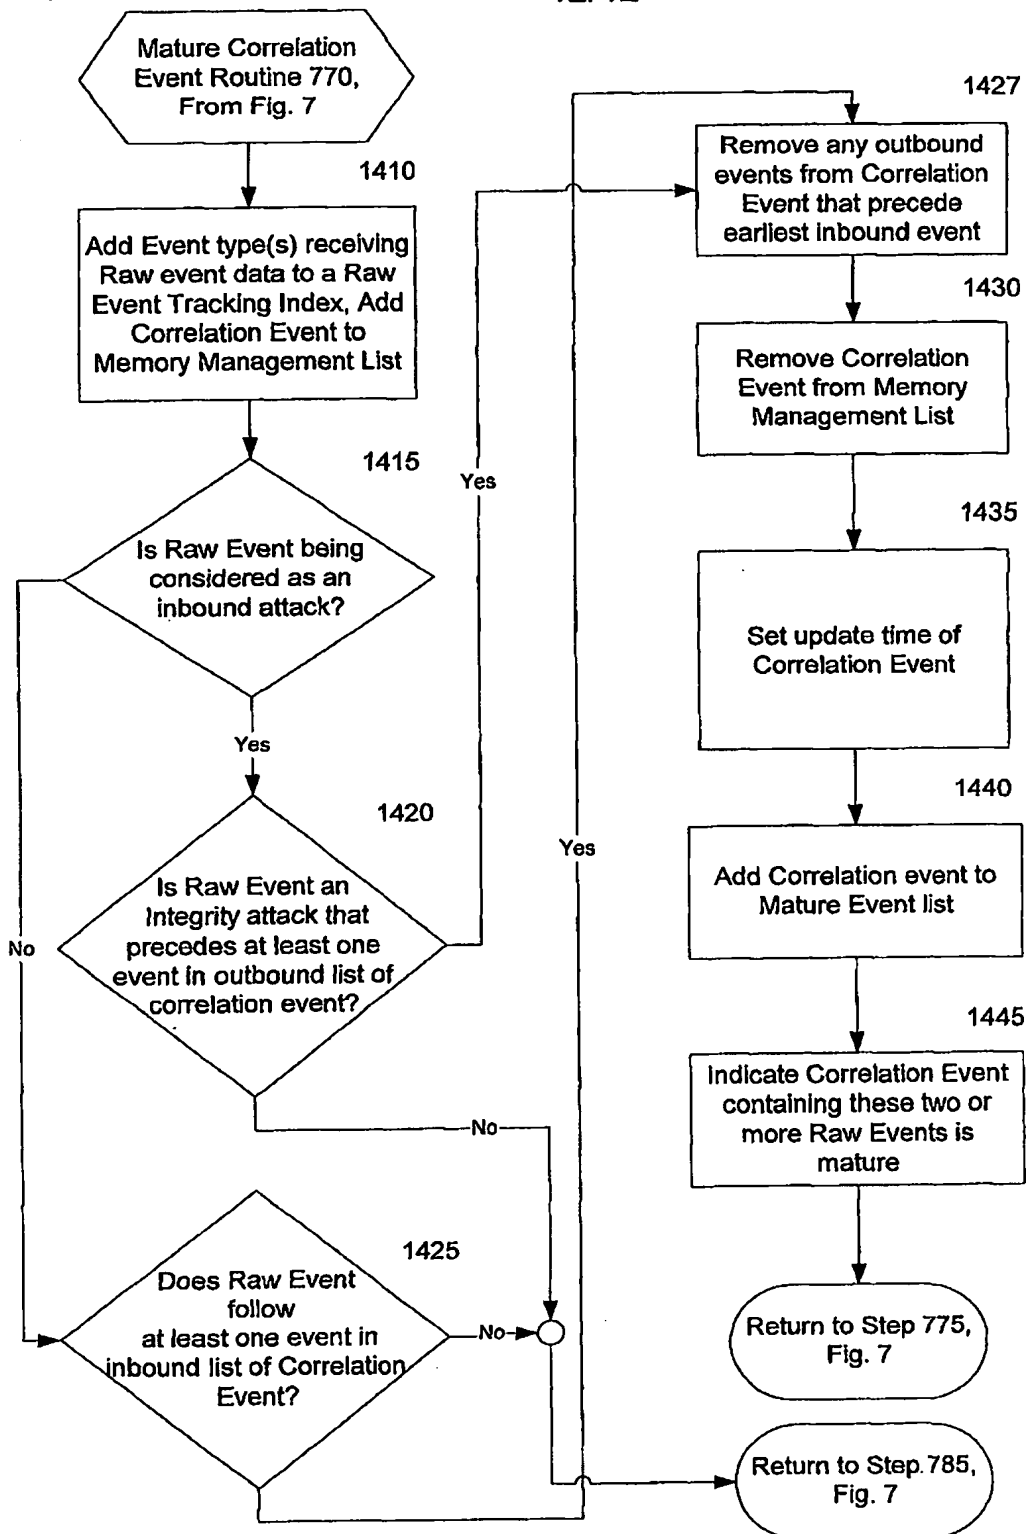 Mature Correlation
Event Routine 770,
From Fig. 7
1410
Add Event type(s) receiving
Raw event data to a Raw
Event Tracking Index, Add
Correlation Event to
Memory Management List
1415
Is Raw Event being
considered as an
inbound attack?
Yes
No
1420
Is Raw Event an
Integrity attack that
precedes at least one
event in outbound list of
correlation event?
Yes
No
1425
Does Raw Event
follow
at least one event in
inbound list of Correlation
Event?
No
Yes
1427
Remove any outbound
events from Correlation
Event that precede
earliest inbound event
1430
Remove Correlation
Event from Memory
Management List
1435
Set update time of
Correlation Event
1440
Add Correlation event to
Mature Event list
1445
Indicate Correlation Event
containing these two or
more Raw Events is
mature
Return to Step 775,
Fig. 7
Return to Step 785,
Fig. 7